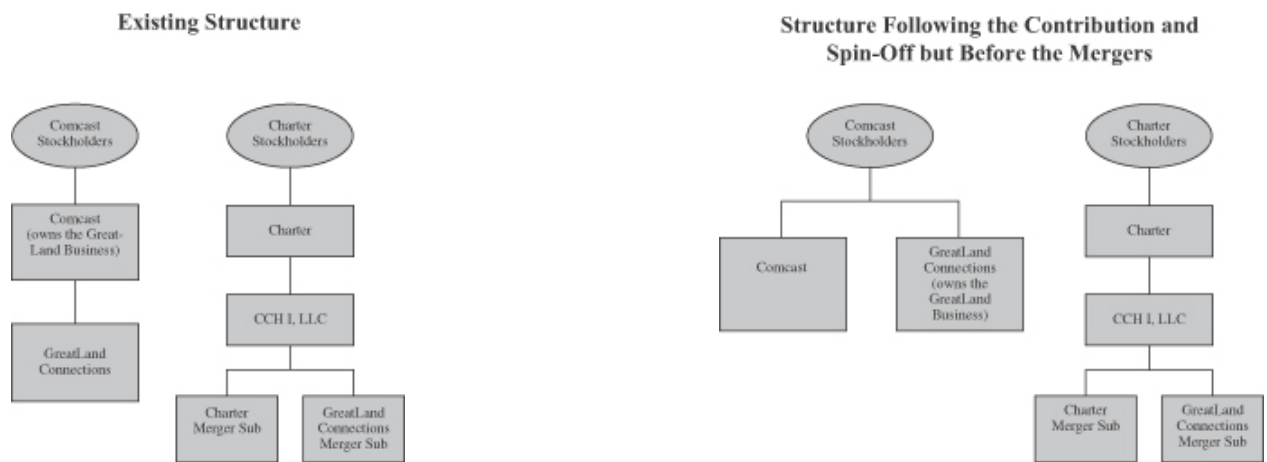 Existing Structure
Comcast
Stockholders
Charter
Stockholders
Comcast
(owns the Great-
Land Business)
Charter
GreatLand
Connections
CCH I, LLC
Charter
Merger Sub
GreatLand
Connections
Merger Sub
Structure Following the Contribution and
Spin-Off but Before the Mergers
Comcast
Stockholders
Charter
Stockholders
Comcast
GreatLand
Connections
(owns the
GreatLand
Business)
Charter
CCH I, LLC
Charter
Merger Sub
GreatLand
Connections
Merger Sub